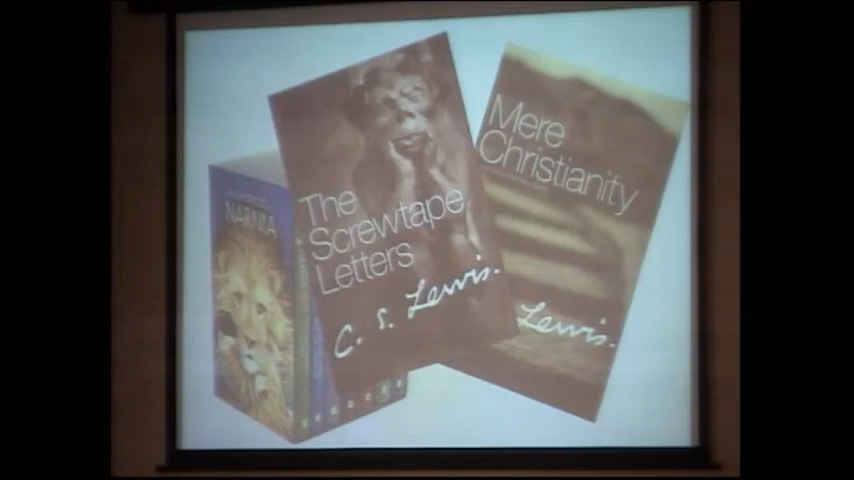 NARNIA
The
Screwtape
Letters
C. S. Lewis.
Mere
Christianity
Lewis.